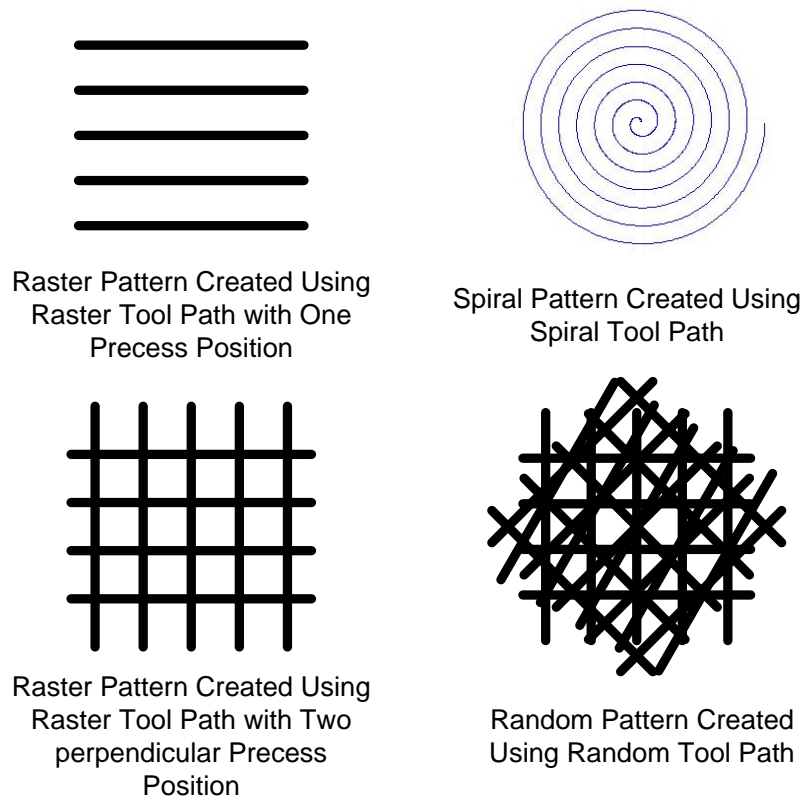 Raster Pattern Created Using
Raster Tool Path with One
Precess Position
Spiral Pattern Created Using
Spiral Tool Path
Raster Pattern Created Using
Raster Tool Path with Two
perpendicular Precess
Position
Random Pattern Created
Using Random Tool Path